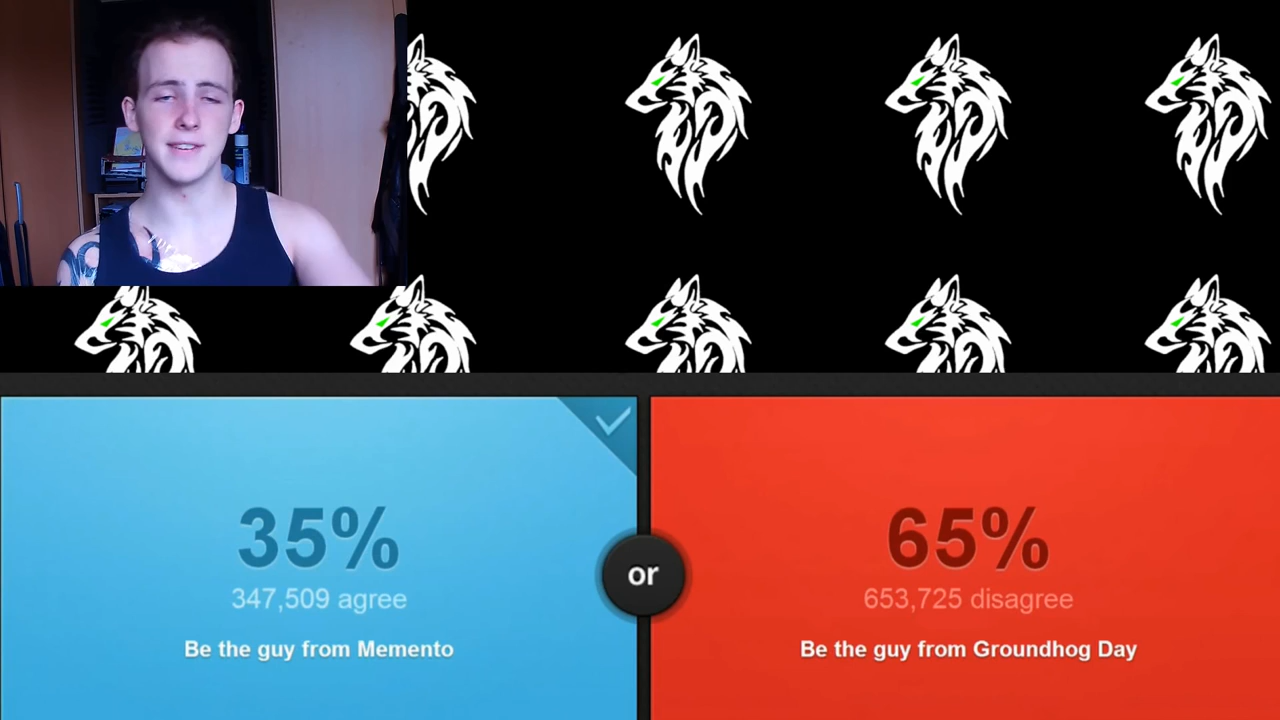 35%
347,509 agree
Be the guy from Memento
or
65%
653,725 disagree
Be the guy from Groundhog Day